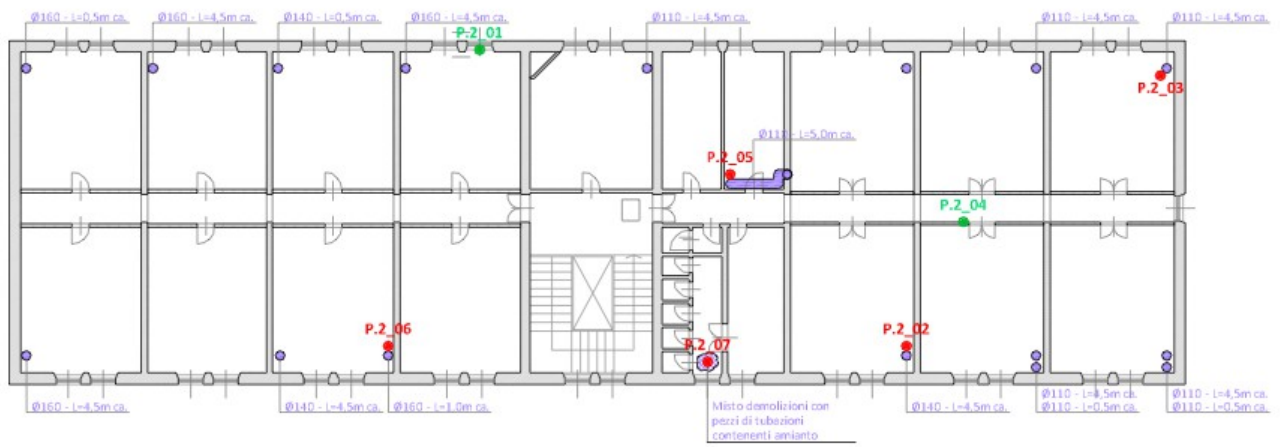 Ø160 - L=0,5m ca.
Ø160 - L=4,5m ca.
Ø140 - L=0,5m ca.
Ø160 - L=4,5m ca.
Ø110 - L=4,5m ca.
Ø110 - L=4,5m ca.
Ø110 - L=4,5m ca.
P.2_01
P.2_03
Ø110 - L=5,0m ca.
P.2_05
P.2_04
P.2_06
P.2_02
P.2_07
Ø160 - L=4,5m ca.
Ø140 - L=4,5m ca.
Ø160 - L=1,0m ca.
Misto demolizioni con
pezzi di tubazioni
contenenti amianto
Ø140 - L=4,5m ca.
Ø110 - L=4,5m ca.
Ø110 - L=0,5m ca.
Ø110 - L=4,5m ca.
Ø110 - L=0,5m ca.